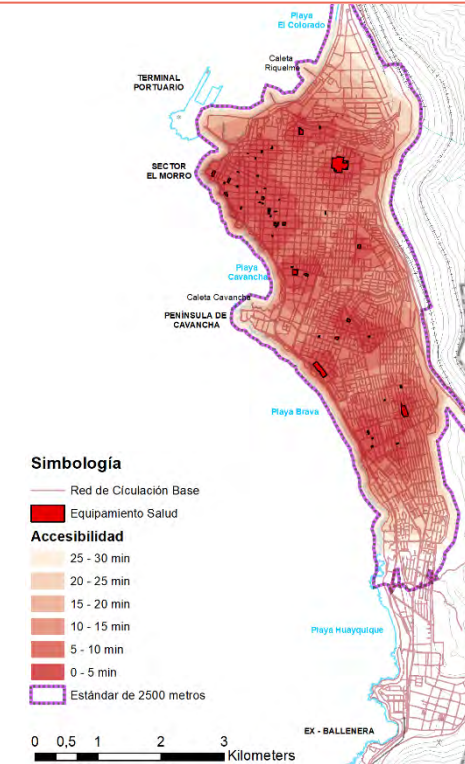 Playa
El Colorado
Caleta
Riquelme
TERMINAL
PORTUARIO
SECTOR
EL MORRO
Playa
Cavancha
Caleta Cavancha
PENÍNSULA DE
CAVANCHA
Playa Brava
Simbología
Red de Cículación Base
Equipamiento Salud
Accesibilidad
25 - 30 min
20 - 25 min
15 - 20 min
10 - 15 min
5 - 10 min
0 - 5 min
Estándar de 2500 metros
Playa Huayquique
EX - BALLENERA
0 0,5 1 2 3
Kilometers